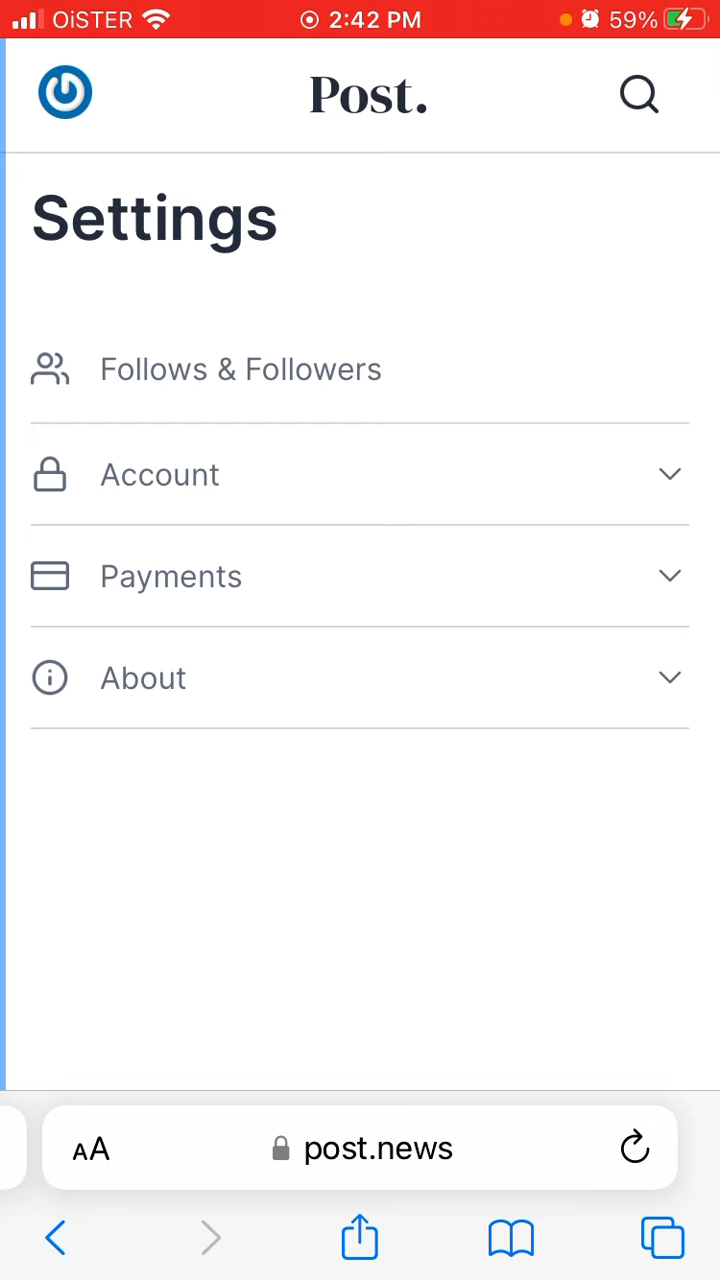 OiSTER 2:42 PM 59%
Post.
Settings
Follows & Followers
Account
Payments
About
AA post.news